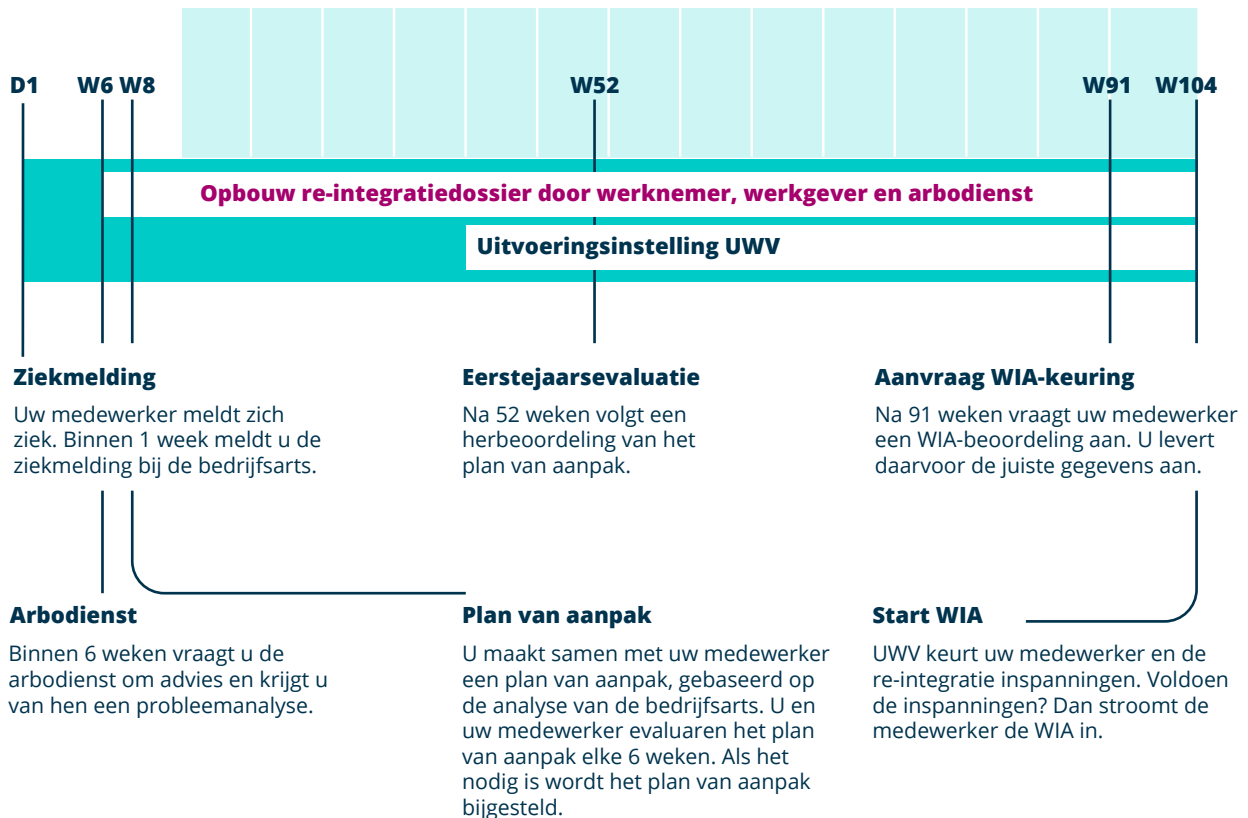 D1 W6 W8 W52 W91 W104
Opbouw re-integratiedossier door werknemer, werkgever en arbodienst
Uitvoeringsinstelling UWV
Ziekmelding
Uw medewerker meldt zich
ziek. Binnen 1 week meldt u de
ziekmelding bij de bedrijfsarts.
Eerstejaarsevaluatie
Na 52 weken volgt een
herbeoordeling van het
plan van aanpak.
Aanvraag WIA-keuring
Na 91 weken vraagt uw medewerker
een WIA-beoordeling aan. U levert
daarvoor de juiste gegevens aan.
Arbodienst
Binnen 6 weken vraagt u de
arbodienst om advies en krijgt u
van hen een probleemanalyse.
Plan van aanpak
U maakt samen met uw medewerker
een plan van aanpak, gebaseerd op
de analyse van de bedrijfsarts. U en
uw medewerker evaluaren het plan
van aanpak elke 6 weken. Als het
nodig is wordt het plan van aanpak
bijgesteld.
Start WIA
UWV keurt uw medewerker en de
re-integratie inspanningen. Voldoen
de inspanningen? Dan stroomt de
medewerker de WIA in.